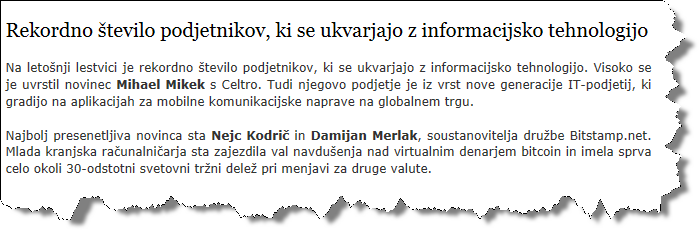 Rekordno število podjetnikov, ki se ukvarjajo z informacijsko tehnologijo
Na letošnji lestvici je rekordno število podjetnikov, ki se ukvarjajo z informacijsko tehnologijo. Visoko se
je uvrstil novinec Mihael Mikek s Celtro. Tudi njegovo podjetje je iz vrst nove generacije IT-podjetij, ki
gradijo na aplikacijah za mobilne komunikacijske naprave na globalnem trgu.
Najbolj presenetljiva novinca sta Nejc Kodrič in Damijan Merlak, soustanovitelja družbe Bitstamp.net.
Mlada kranjska računalničarja sta zajezdila val navdušenja nad virtualnim denarjem bitcoin in imela sprva
celo okoli 30-odstotni svetovni tržni delež pri menjavi za druge valute.